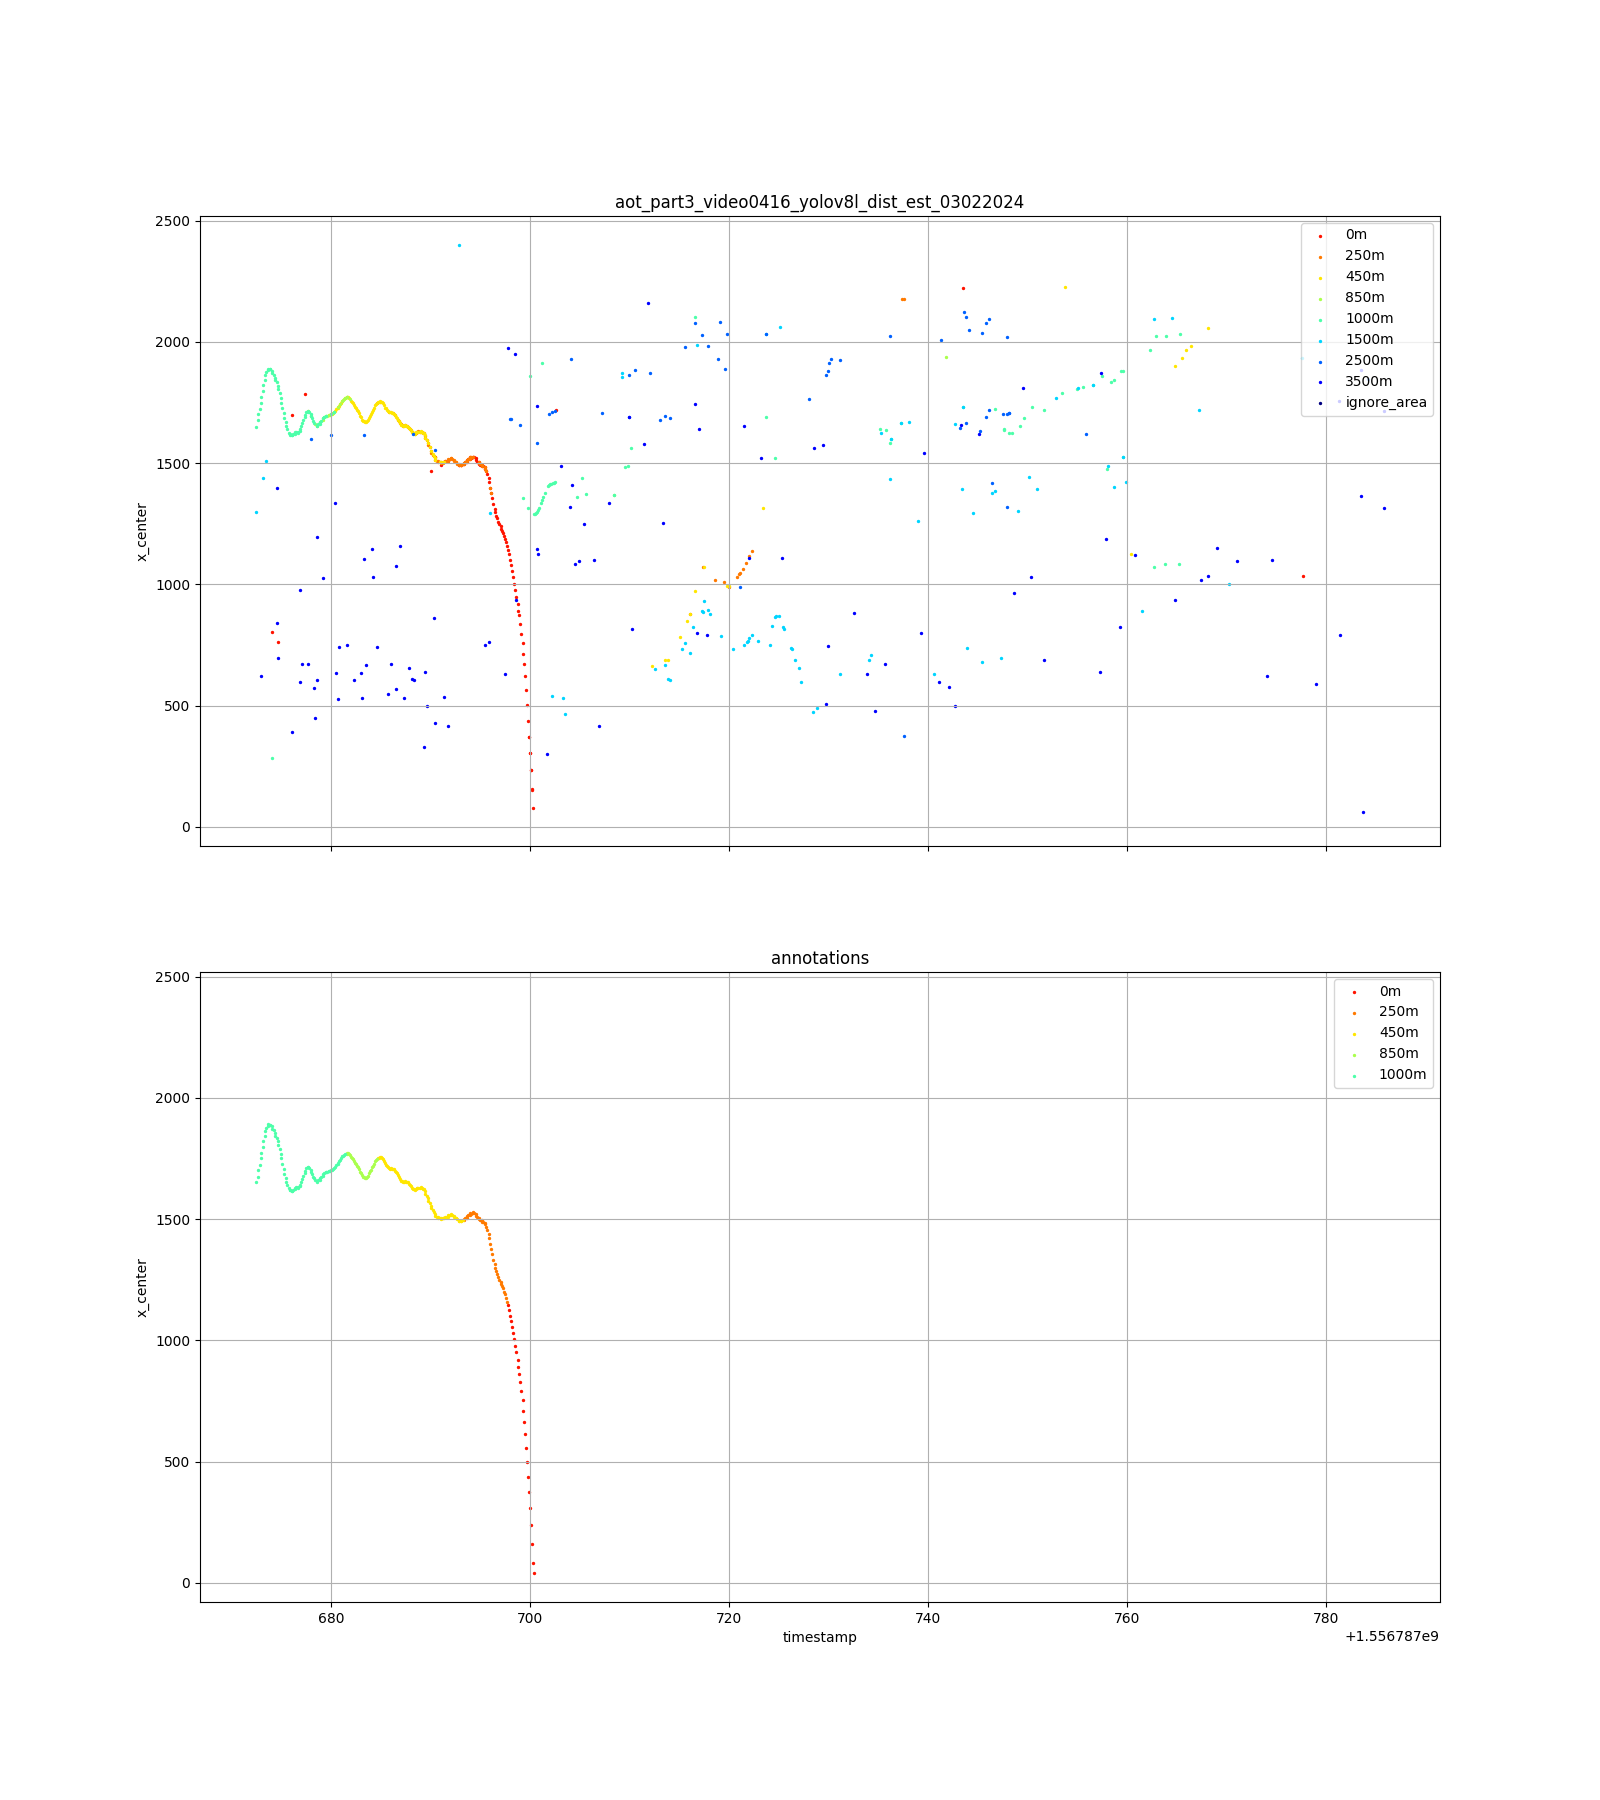 aot_part3_video0416_yolov8l_dist_est_03022024
2500
2000
1500
1000
500
0
x_center
0m
250m
450m
850m
1000m
1500m
2500m
3500m
ignore_area
annotations
2500
2000
1500
1000
500
0
x_center
0m
250m
450m
850m
1000m
680
700
720
740
760
780
timestamp
+1.556787e9